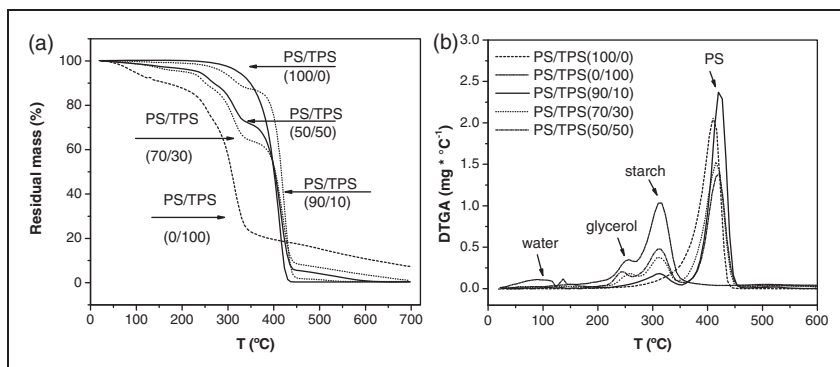 (a)
100
80
60
40
20
0
Residual mass (%)
PS/TPS
(100/0)
PS/TPS
(50/50)
PS/TPS
(70/30)
PS/TPS
(90/10)
PS/TPS
(0/100)
0 100 200 300 400 500 600 700
T (ºC)
(b)
3.0
2.5
2.0
1.5
1.0
0.5
0.0
DTGA (mg * °C⁻¹)
PS/TPS(100/0)
PS/TPS(0/100)
PS/TPS(90/10)
PS/TPS(70/30)
PS/TPS(50/50)
PS
starch
glycerol
water
0 100 200 300 400 500 600
T (ºC)